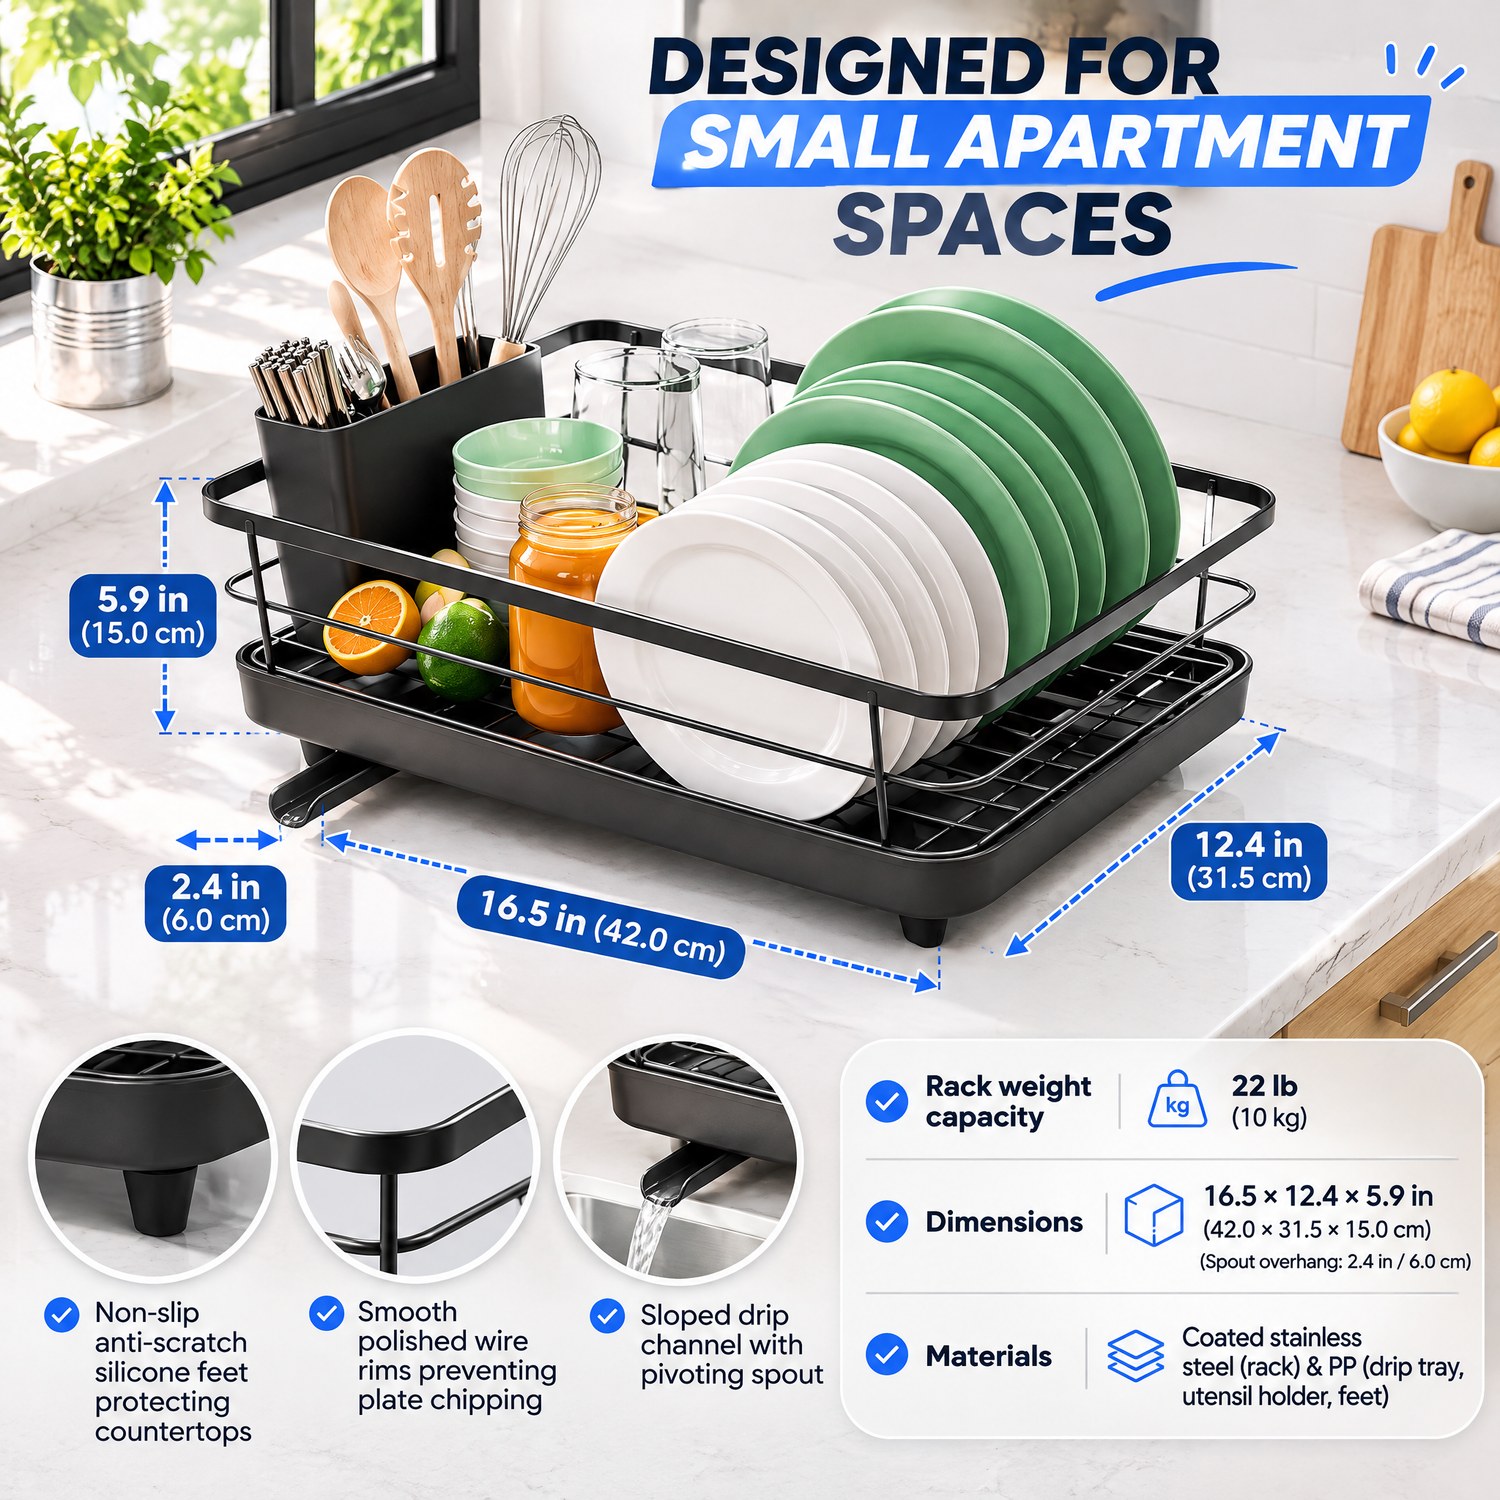 DESIGNED FOR
SMALL APARTMENT
SPACES
5.9 in
(15.0 cm)
2.4 in
(6.0 cm)
16.5 in (42.0 cm)
12.4 in
(31.5 cm)
Non-slip
anti-scratch
silicone feet
protecting
countertops
Smooth
polished wire
rims preventing
plate chipping
Sloped drip
channel with
pivoting spout
Rack weight
capacity
kg
22 lb
(10 kg)
Dimensions
16.5 × 12.4 × 5.9 in
(42.0 × 31.5 × 15.0 cm)
(Spout overhang: 2.4 in / 6.0 cm)
Materials
Coated stainless
steel (rack) & PP (drip tray,
utensil holder, feet)